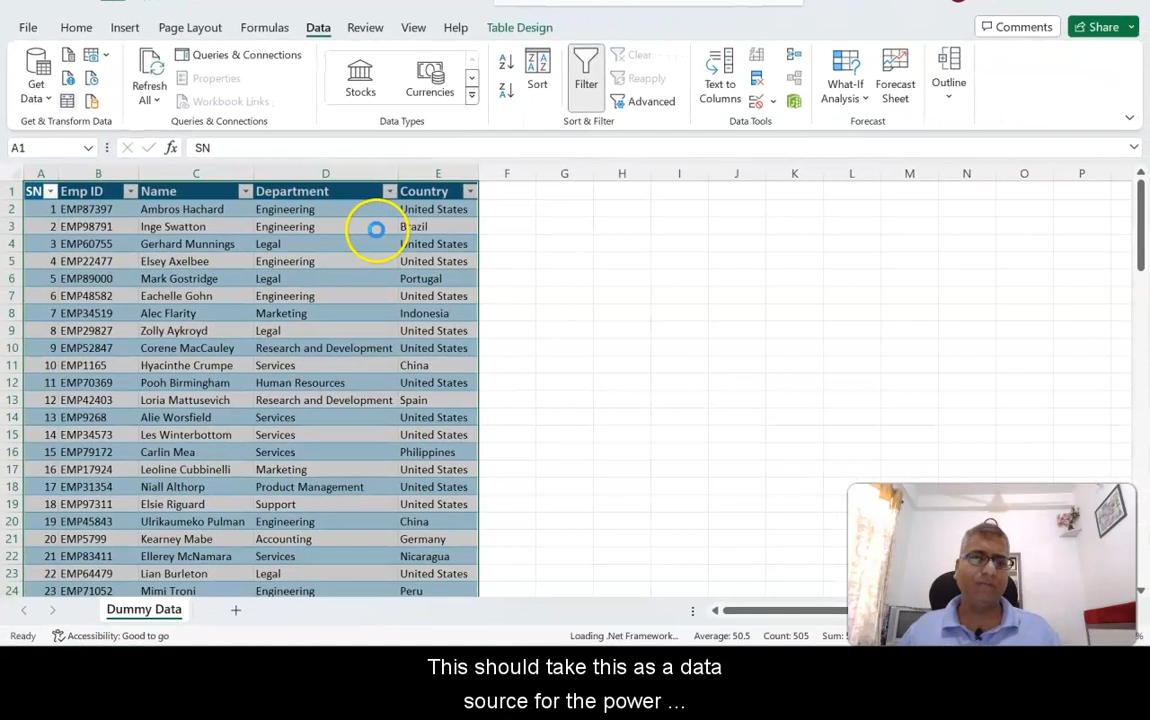 File Home Insert Page Layout Formulas Data Review View Help Table Design Comments Share
Get Data
Refresh All
Queries & Connections
Properties
Workbook Links
Stocks
Currencies
Sort
Filter
Clear
Reapply
Advanced
Text to Columns
What-If Analysis
Forecast Sheet
Outline
Get & Transform Data Queries & Connections Data Types Sort & Filter Data Tools Forecast
A1 fx SN
A B C D E F G H I J K L M N O P
1 SN Emp ID Name Department Country
2 1 EMP87397 Ambros Hachard Engineering United States
3 2 EMP98791 Inge Swatton Engineering Brazil
4 3 EMP60755 Gerhard Munnings Legal United States
5 4 EMP22477 Elsey Axelbee Engineering United States
6 5 EMP89000 Mark Gostridge Legal Portugal
7 6 EMP48582 Eachelle Gohn Engineering United States
8 7 EMP34519 Alec Flarity Marketing Indonesia
9 8 EMP29827 Zolly Aykroyd Legal United States
10 9 EMP52847 Corene MacCauley Research and Development United States
11 10 EMP1165 Hyacinthe Crumpe Services China
12 11 EMP70369 Pooh Birmingham Human Resources United States
13 12 EMP42403 Loria Mattusevich Research and Development Spain
14 13 EMP9268 Alie Worsfield Services United States
15 14 EMP34573 Les Winterbottom Services United States
16 15 EMP79172 Carlin Mea Services Philippines
17 16 EMP17924 Leoline Cubbinelli Marketing United States
18 17 EMP31354 Niall Althorp Product Management United States
19 18 EMP97311 Elsie Riguard Support United States
20 19 EMP45843 Ulrikaumeko Pulman Engineering China
21 20 EMP5799 Kearney Mabe Accounting Germany
22 21 EMP83411 Ellerey McNamara Services Nicaragua
23 22 EMP64479 Lian Burleton Legal United States
24 23 EMP71052 Mimi Troni Engineering Peru
Dummy Data
Ready Accessibility: Good to go Loading .Net Framework... Average: 50.5 Count: 505 Sum: %
This should take this as a data
source for the power ...